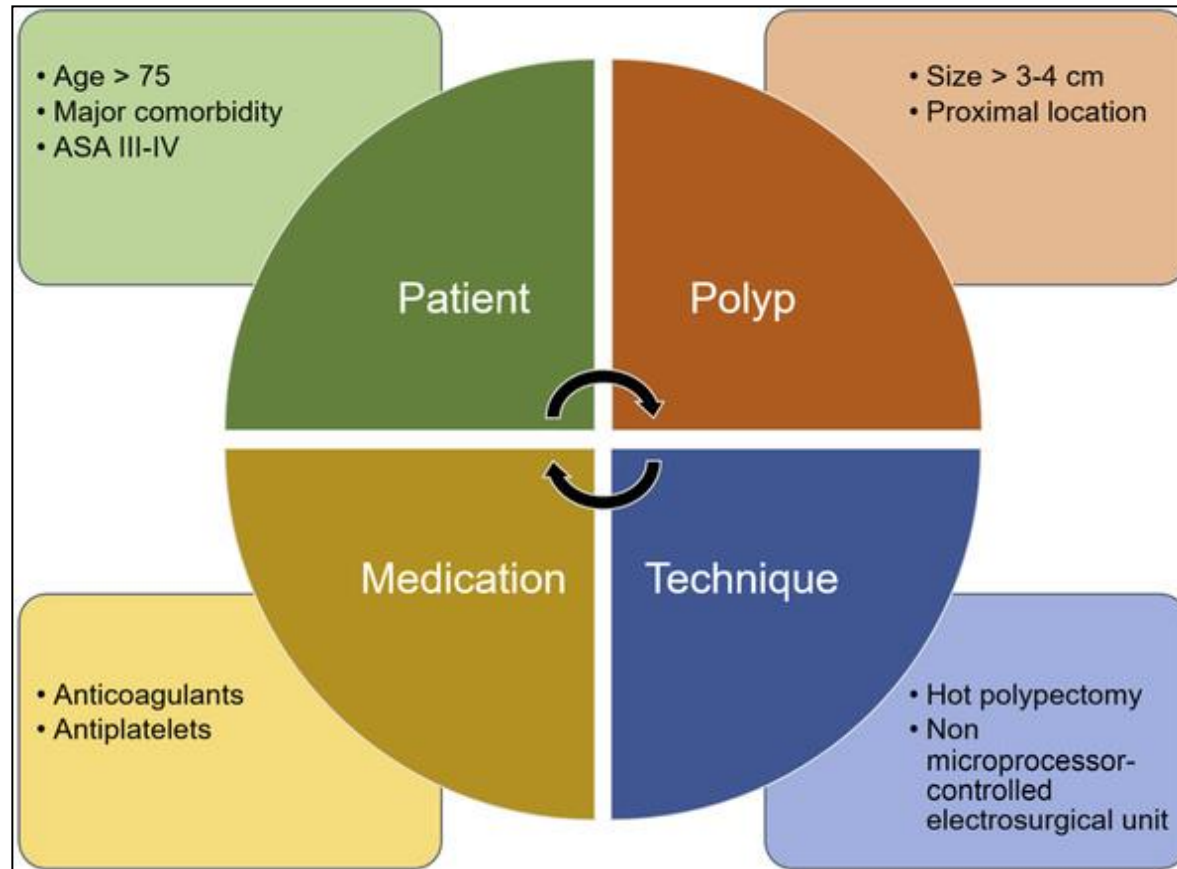 • Age > 75
• Major comorbidity
• ASA III-IV
• Size > 3-4 cm
• Proximal location
Patient
Polyp
Medication
Technique
• Anticoagulants
• Antiplatelets
• Hot polypectomy
• Non
microprocessor-
controlled
electrosurgical unit